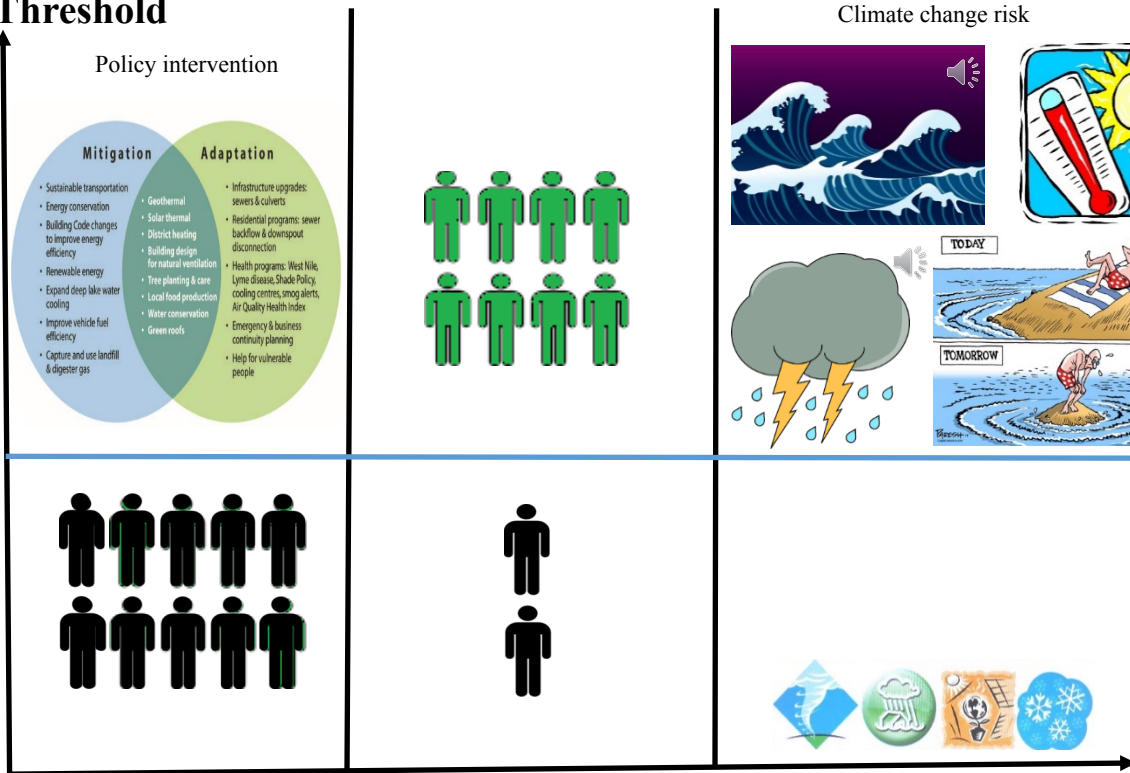 Threshold
Climate change risk
Policy intervention
Mitigation
• Sustainable transportation
• Energy conservation
• Building Code changes
to improve energy
efficiency
• Renewable energy
• Expand deep lake water
cooling
• Improve vehicle fuel
efficiency
• Capture and use landfill
& digester gas
• Geothermal
• Solar thermal
• District heating
• Building design
for natural ventilation
• Tree planting & care
• Local food production
• Water conservation
• Green roofs
Adaptation
• Infrastructure upgrades:
sewers & culverts
• Residential programs: sewer
backflow & downspout
disconnection
• Health programs: West Nile,
Lyme disease, Shade Policy,
cooling centres, smog alerts,
Air Quality Health Index
• Emergency & business
continuity planning
• Help for vulnerable
people
TODAY
TOMORROW
PARESH